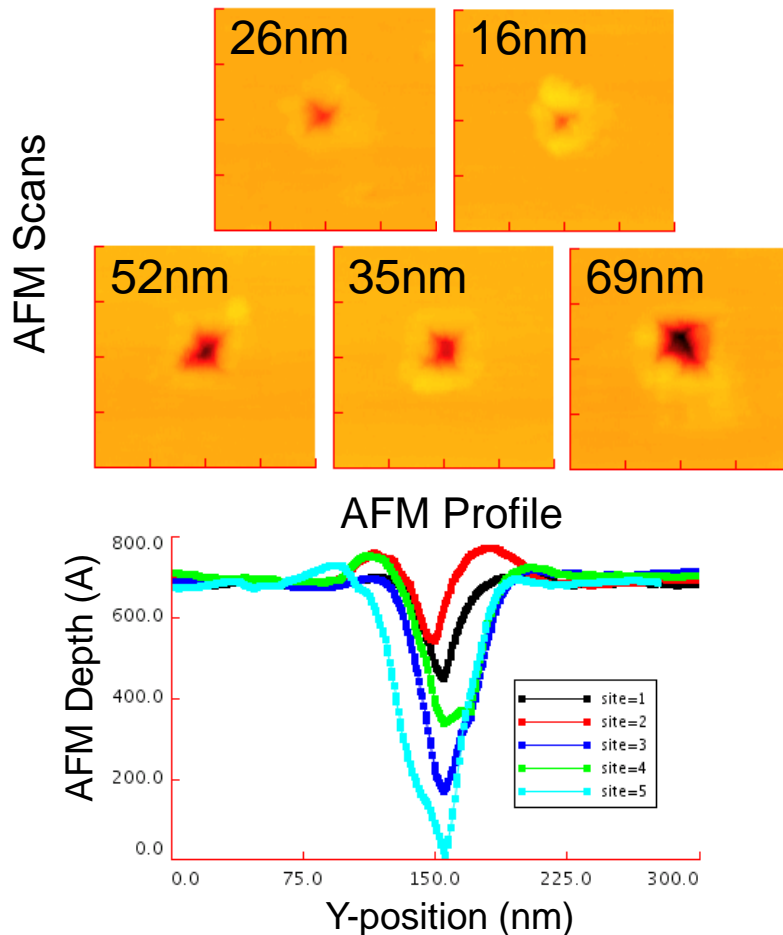 26nm
16nm
AFM Scans
52nm
35nm
69nm
AFM Profile
AFM Depth (A)
800.0
600.0
400.0
200.0
0.0
site=1
site=2
site=3
site=4
site=5
0.0 75.0 150.0 225.0 300.0
Y-position (nm)